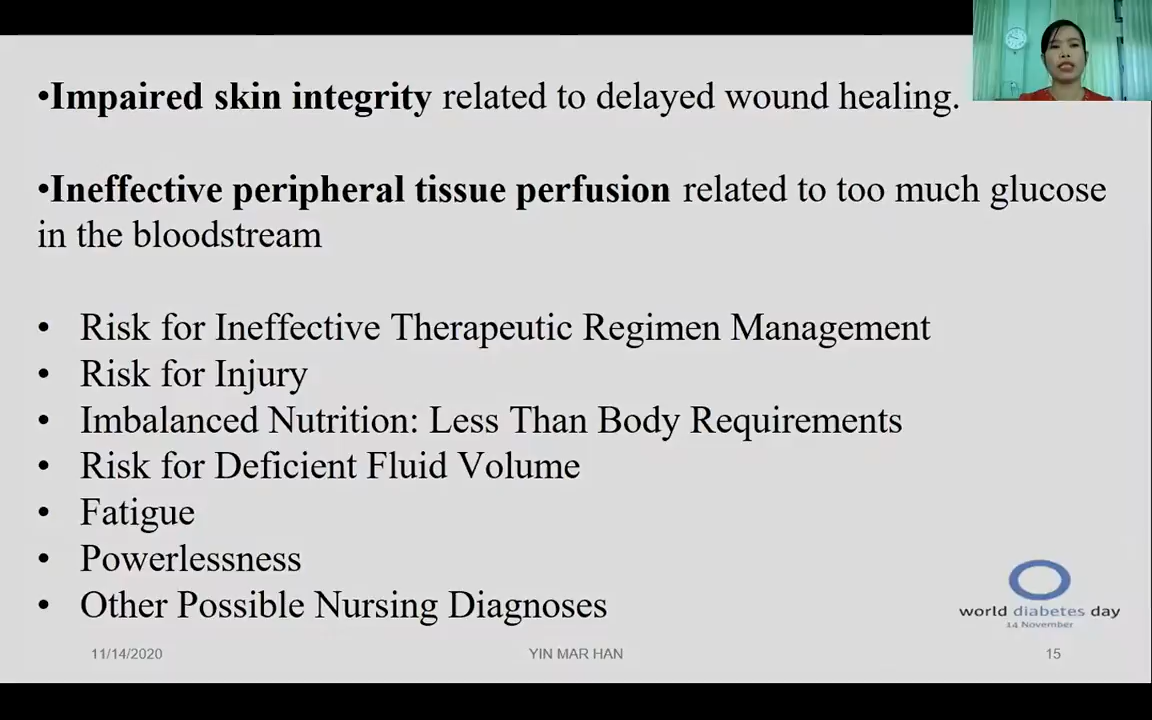 •Impaired skin integrity related to delayed wound healing.
•Ineffective peripheral tissue perfusion related to too much glucose
in the bloodstream
• Risk for Ineffective Therapeutic Regimen Management
• Risk for Injury
• Imbalanced Nutrition: Less Than Body Requirements
• Risk for Deficient Fluid Volume
• Fatigue
• Powerlessness
• Other Possible Nursing Diagnoses
world diabetes day
14 November
11/14/2020
YIN MAR HAN
15